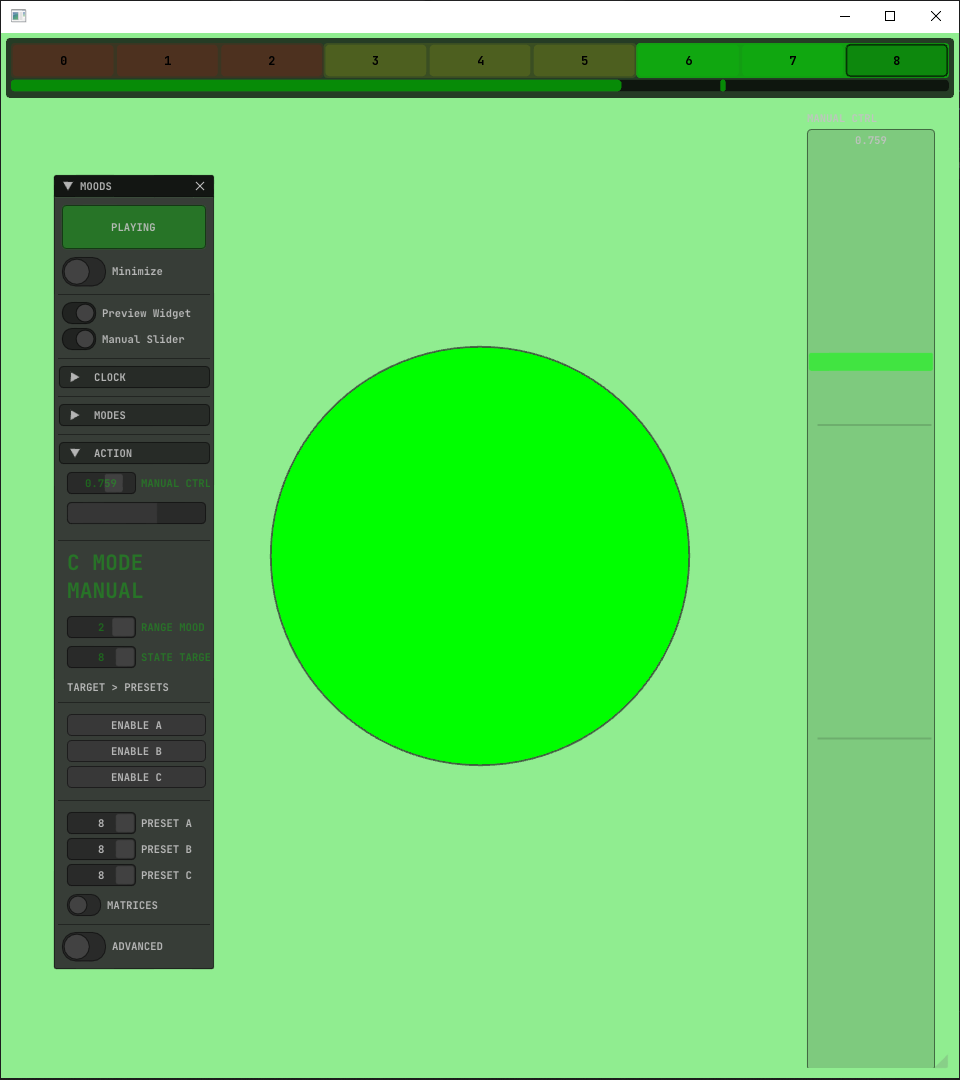 0 1 2 3 4 5 6 7 8
MANUAL CTRL
0.759
MOODS
PLAYING
Minimize
Preview Widget
Manual Slider
CLOCK
MODES
ACTION
0.759 MANUAL CTRL
C MODE
MANUAL
2 RANGE MOOD
8 STATE TARGE
TARGET > PRESETS
ENABLE A
ENABLE B
ENABLE C
8 PRESET A
8 PRESET B
8 PRESET C
MATRICES
ADVANCED